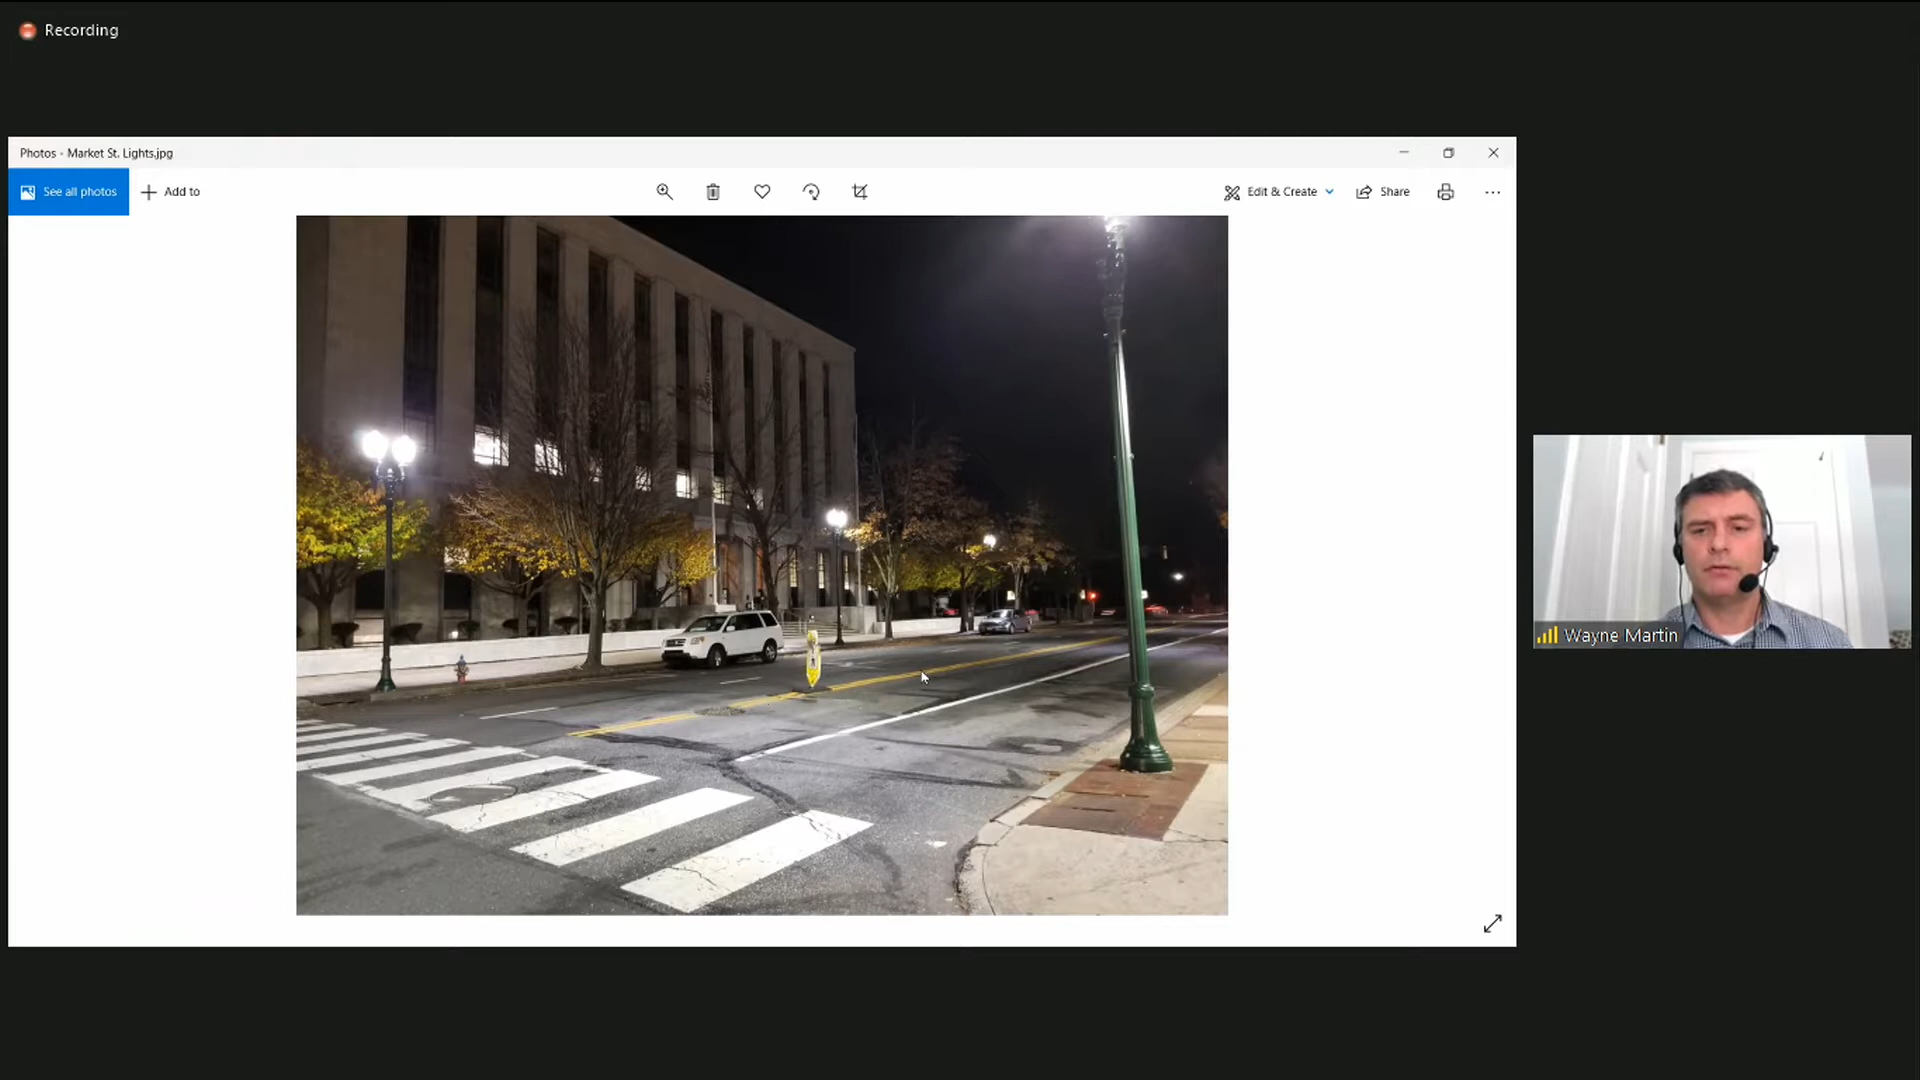 Recording
Photos - Market St. Lights.jpg
See all photos
Add to
Edit & Create
Share
Wayne Martin